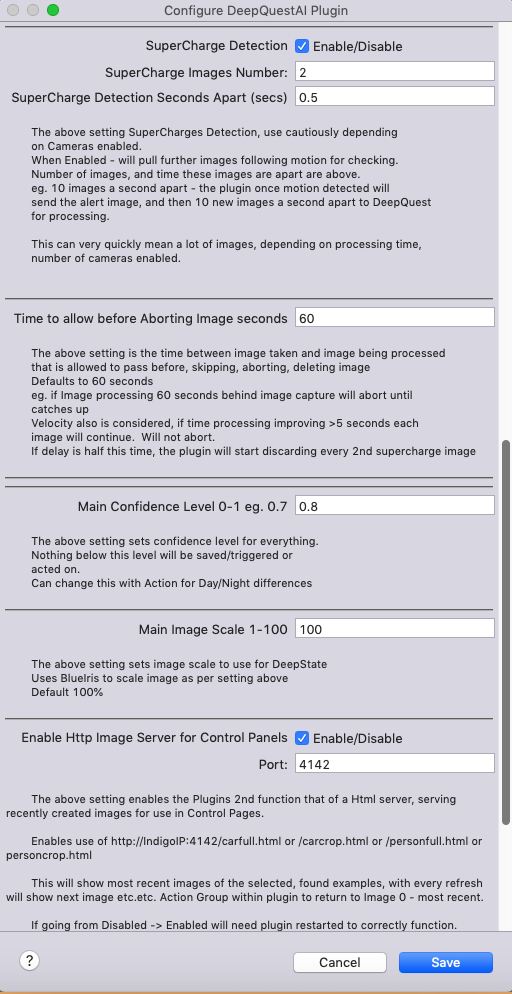 Configure DeepQuestAI Plugin
SuperCharge Detection Enable/Disable
SuperCharge Images Number: 2
SuperCharge Detection Seconds Apart (secs) 0.5
The above setting SuperCharges Detection, use cautiously depending
on Cameras enabled.
When Enabled - will pull further images following motion for checking.
Number of images, and time these images are apart are above.
eg. 10 images a second apart - the plugin once motion detected will
send the alert image, and then 10 new images a second apart to DeepQuest
for processing.
This can very quickly mean a lot of images, depending on processing time,
number of cameras enabled.
Time to allow before Aborting Image seconds 60
The above setting is the time between image taken and image being processed
that is allowed to pass before, skipping, aborting, deleting image
Defaults to 60 seconds
eg. if Image processing 60 seconds behind image capture will abort until
catches up
Velocity also is considered, if time processing improving >5 seconds each
image will continue.  Will not abort.
If delay is half this time, the plugin will start discarding every 2nd supercharge image
Main Confidence Level 0-1 eg. 0.7 0.8
The above setting sets confidence level for everything.
Nothing below this level will be saved/triggered or
acted on.
Can change this with Action for Day/Night differences
Main Image Scale 1-100 100
The above setting sets image scale to use for DeepState
Uses BlueIris to scale image as per setting above
Default 100%
Enable Http Image Server for Control Panels Enable/Disable
Port: 4142
The above setting enables the Plugins 2nd function that of a Html server, serving
recently created images for use in Control Pages.
Enables use of http://IndigoIP:4142/carfull.html or /carcrop.html or /personfull.html or
personcrop.html
This will show most recent images of the selected, found examples, with every refresh
will show next image etc.etc. Action Group within plugin to return to Image 0 - most recent.
If going from Disabled -> Enabled will need plugin restarted to correctly function.
? Cancel Save